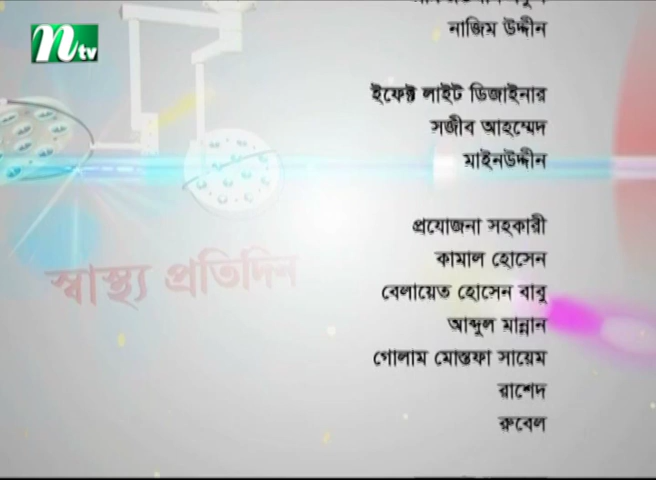 ntv
নাজিম উদ্দীন
ইফেক্ট লাইট ডিজাইনার
সজীব আহম্মেদ
মাইনউদ্দীন
প্রযোজনা সহকারী
কামাল হোসেন
বেলায়েত হোসেন বাবু
আব্দুল মান্নান
গোলাম মোস্তফা সায়েম
রাশেদ
রুবেল
স্বাস্থ্য প্রতিদিন